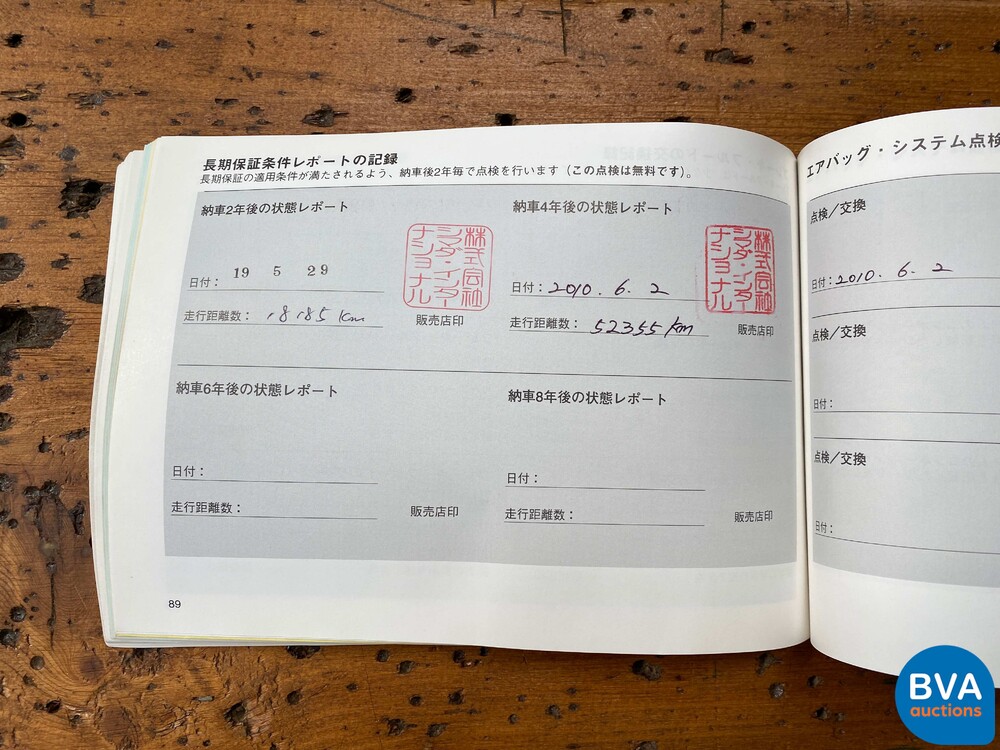 長期保証条件レポートの記録
長期保証の適用条件が満たされるよう、納車後2年毎で点検を行います（この点検は無料です）。
納車2年後の状態レポート
日付： 19 5 29
走行距離数： 18185 km
販売店印
株式会社
シマダ・インター
ナショナル
納車4年後の状態レポート
日付： 2010. 6. 2
走行距離数： 52355 km
販売店印
株式会社
シマダ・インター
ナショナル
納車6年後の状態レポート
日付：
走行距離数：
販売店印
納車8年後の状態レポート
日付：
走行距離数：
販売店印
89
エアバッグ・システム点検
点検／交換
日付： 2010. 6. 2
点検／交換
日付：
点検／交換
日付：
BVA
auctions